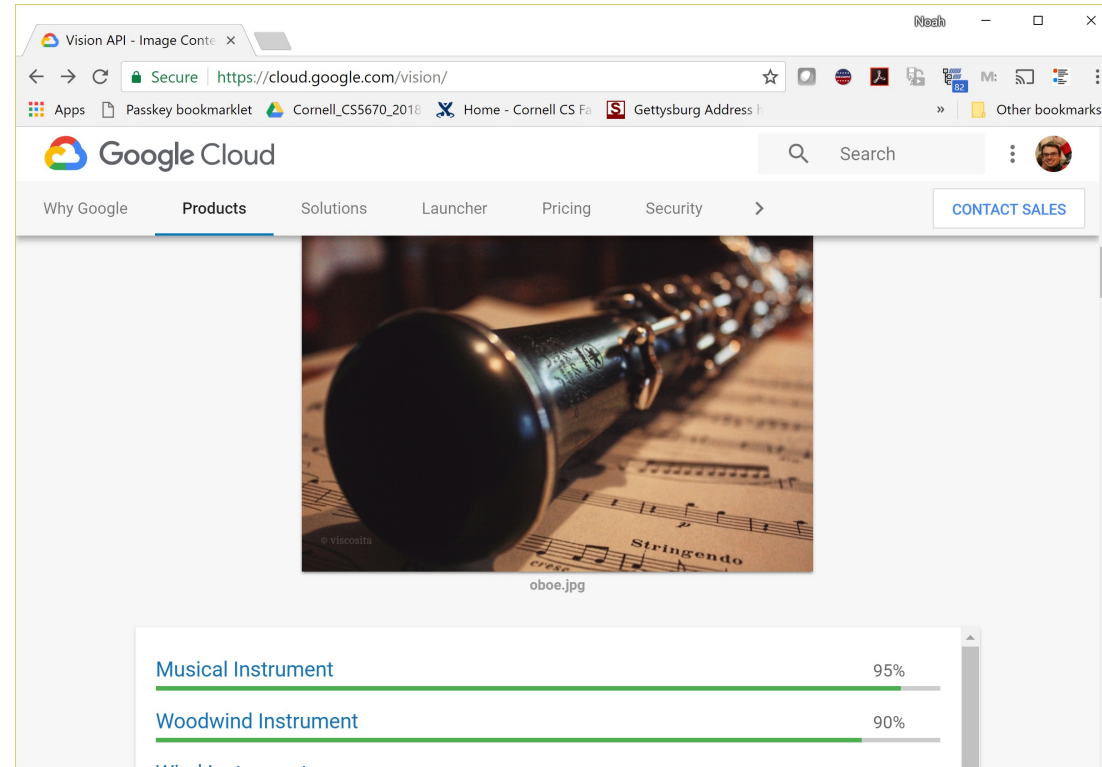 Noah
Vision API - Image Conte
Secure https://cloud.google.com/vision/
82
M:
Apps Passkey bookmarklet Cornell_CS5670_2018 Home - Cornell CS Fa S Gettysburg Address h » Other bookmarks
Google Cloud Search
Why Google Products Solutions Launcher Pricing Security CONTACT SALES
© viscosita
p
Stringendo
cresc
oboe.jpg
Musical Instrument 95%
Woodwind Instrument 90%